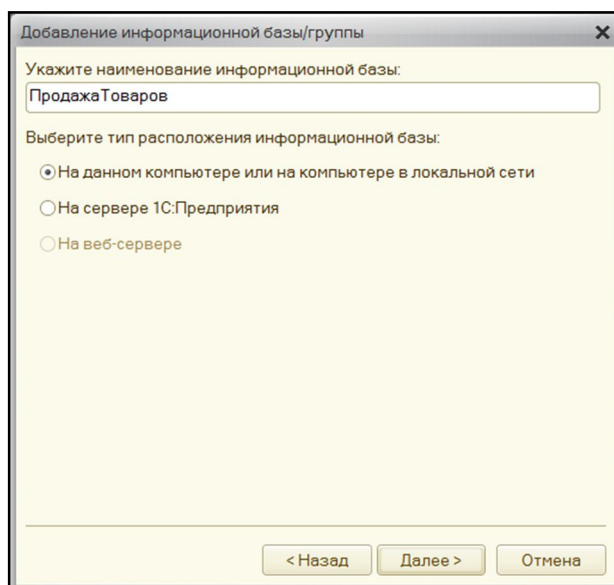 Добавление информационной базы/группы
Укажите наименование информационной базы:
ПродажаТоваров
Выберите тип расположения информационной базы:
На данном компьютере или на компьютере в локальной сети
На сервере 1С:Предприятия
На веб-сервере
< Назад Далее > Отмена